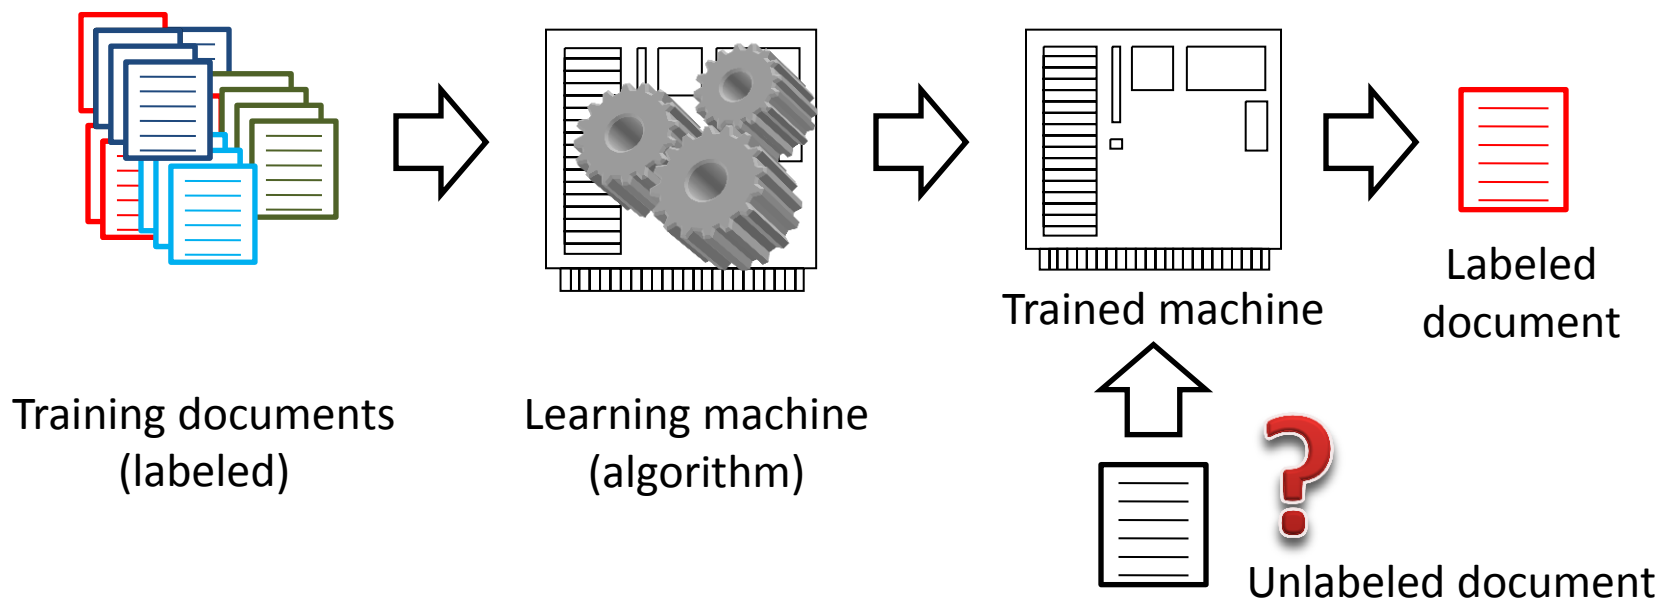 Training documents
(labeled)
Learning machine
(algorithm)
Trained machine
Labeled
document
?
Unlabeled document